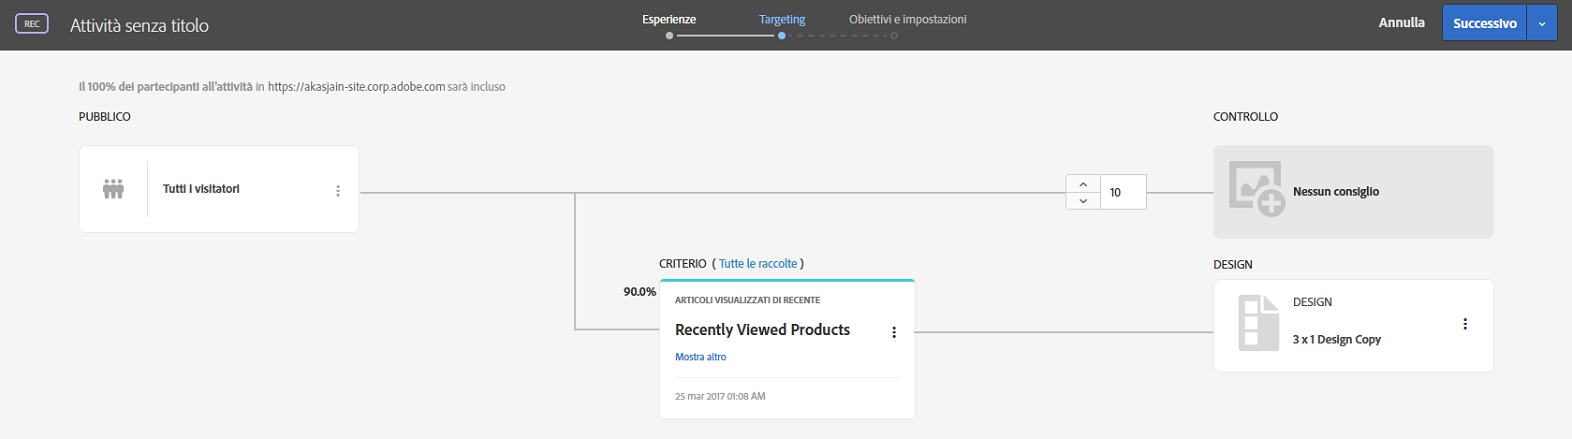 REC
Attività senza titolo
Esperienze
Targeting
Obiettivi e impostazioni
Annulla
Successivo
Il 100% dei partecipanti all'attività in https://akasjain-site.corp.adobe.com sarà incluso
PUBBLICO
CONTROLLO
Tutti i visitatori
10
Nessun consiglio
CRITERIO ( Tutte le raccolte )
DESIGN
90.0%
ARTICOLI VISUALIZZATI DI RECENTE
Recently Viewed Products
Mostra altro
25 mar 2017 01:08 AM
DESIGN
3 x 1 Design Copy